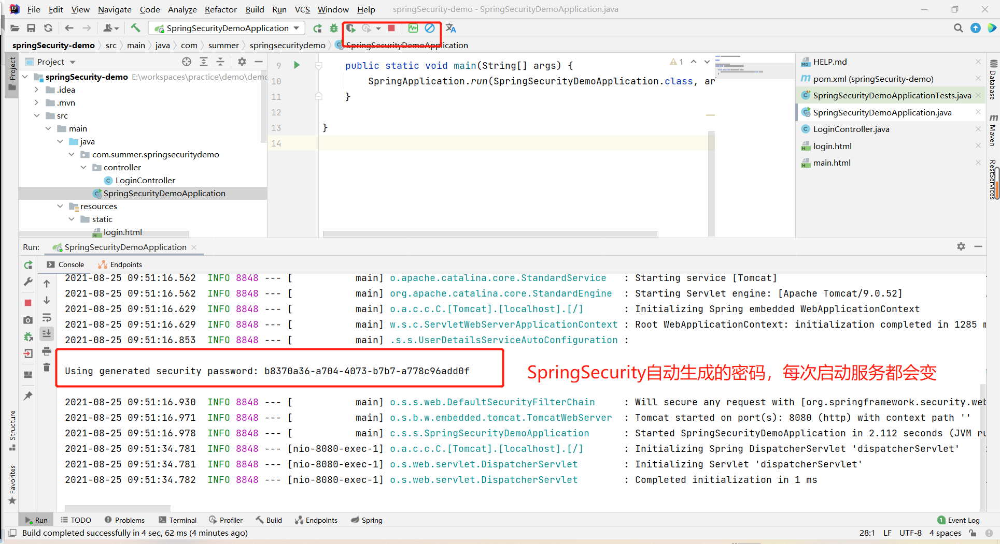 File Edit View Navigate Code Analyze Refactor Build Run VCS Window Help springSecurity-demo - SpringSecurityDemoApplication.java
SpringSecurityDemoApplication
springSecurity-demo src main java com summer springsecuritydemo SpringSecurityDemoApplication
Project
Project
springSecurity-demo E:\workspaces\practice\demo\demo
.idea
.mvn
src
main
java
com.summer.springsecuritydemo
controller
LoginController
SpringSecurityDemoApplication
resources
static
login.html
9 public static void main(String[] args) {
10 SpringApplication.run(SpringSecurityDemoApplication.class, ar
11 }
12
13 }
14
1
HELP.md
pom.xml (springSecurity-demo)
SpringSecurityDemoApplicationTests.java
SpringSecurityDemoApplication.java
LoginController.java
login.html
main.html
Database
Maven
RestServices
Run: SpringSecurityDemoApplication
Console Endpoints
2021-08-25 09:51:16.562 INFO 8848 --- [ main] o.apache.catalina.core.StandardService : Starting service [Tomcat]
2021-08-25 09:51:16.562 INFO 8848 --- [ main] org.apache.catalina.core.StandardEngine : Starting Servlet engine: [Apache Tomcat/9.0.52]
2021-08-25 09:51:16.629 INFO 8848 --- [ main] o.a.c.c.C.[Tomcat].[localhost].[/] : Initializing Spring embedded WebApplicationContext
2021-08-25 09:51:16.629 INFO 8848 --- [ main] w.s.c.ServletWebServerApplicationContext : Root WebApplicationContext: initialization completed in 1285 m
2021-08-25 09:51:16.853 INFO 8848 --- [ main] .s.s.UserDetailsServiceAutoConfiguration :
Using generated security password: b8370a36-a704-4073-b7b7-a778c96add0f
SpringSecurity自动生成的密码，每次启动服务都会变
2021-08-25 09:51:16.930 INFO 8848 --- [ main] o.s.s.web.DefaultSecurityFilterChain : Will secure any request with [org.springframework.security.web
2021-08-25 09:51:16.971 INFO 8848 --- [ main] o.s.b.w.embedded.tomcat.TomcatWebServer : Tomcat started on port(s): 8080 (http) with context path ''
2021-08-25 09:51:16.978 INFO 8848 --- [ main] c.s.s.SpringSecurityDemoApplication : Started SpringSecurityDemoApplication in 2.112 seconds (JVM ru
2021-08-25 09:51:34.781 INFO 8848 --- [nio-8080-exec-1] o.a.c.c.C.[Tomcat].[localhost].[/] : Initializing Spring DispatcherServlet 'dispatcherServlet'
2021-08-25 09:51:34.781 INFO 8848 --- [nio-8080-exec-1] o.s.web.servlet.DispatcherServlet : Initializing Servlet 'dispatcherServlet'
2021-08-25 09:51:34.782 INFO 8848 --- [nio-8080-exec-1] o.s.web.servlet.DispatcherServlet : Completed initialization in 1 ms
Structure
Favorites
Run TODO Problems Terminal Profiler Build Endpoints Spring 1 Event Log
Build completed successfully in 4 sec, 62 ms (4 minutes ago) 28:1 LF UTF-8 4 spaces